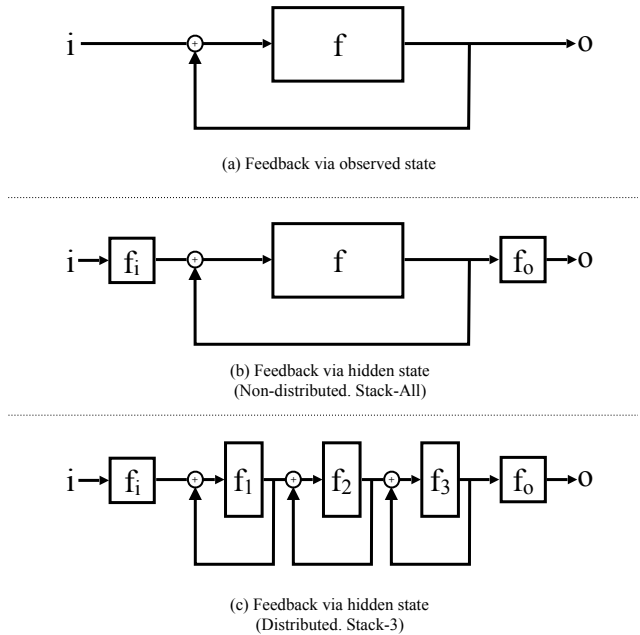 i + f o
(a) Feedback via observed state
i fi + f fo o
(b) Feedback via hidden state
(Non-distributed. Stack-All)
i fi + f1 + f2 + f3 fo o
(c) Feedback via hidden state
(Distributed. Stack-3)